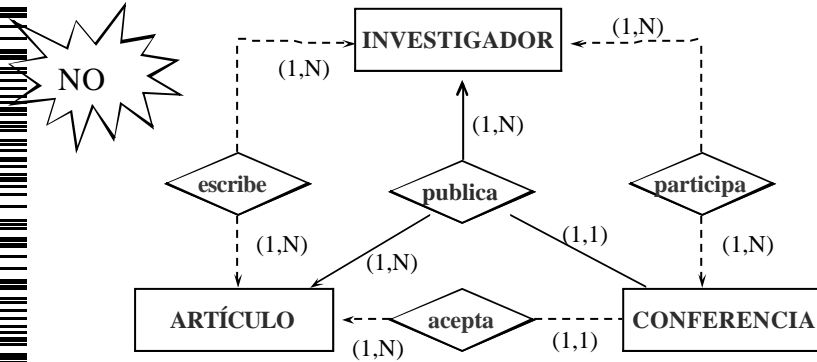 INVESTIGADOR
(1,N)
(1,N)
NO
(1,N)
escribe
publica
participa
(1,N)
(1,N)
(1,1)
(1,N)
ARTÍCULO
acepta
CONFERENCIA
(1,N)
(1,1)